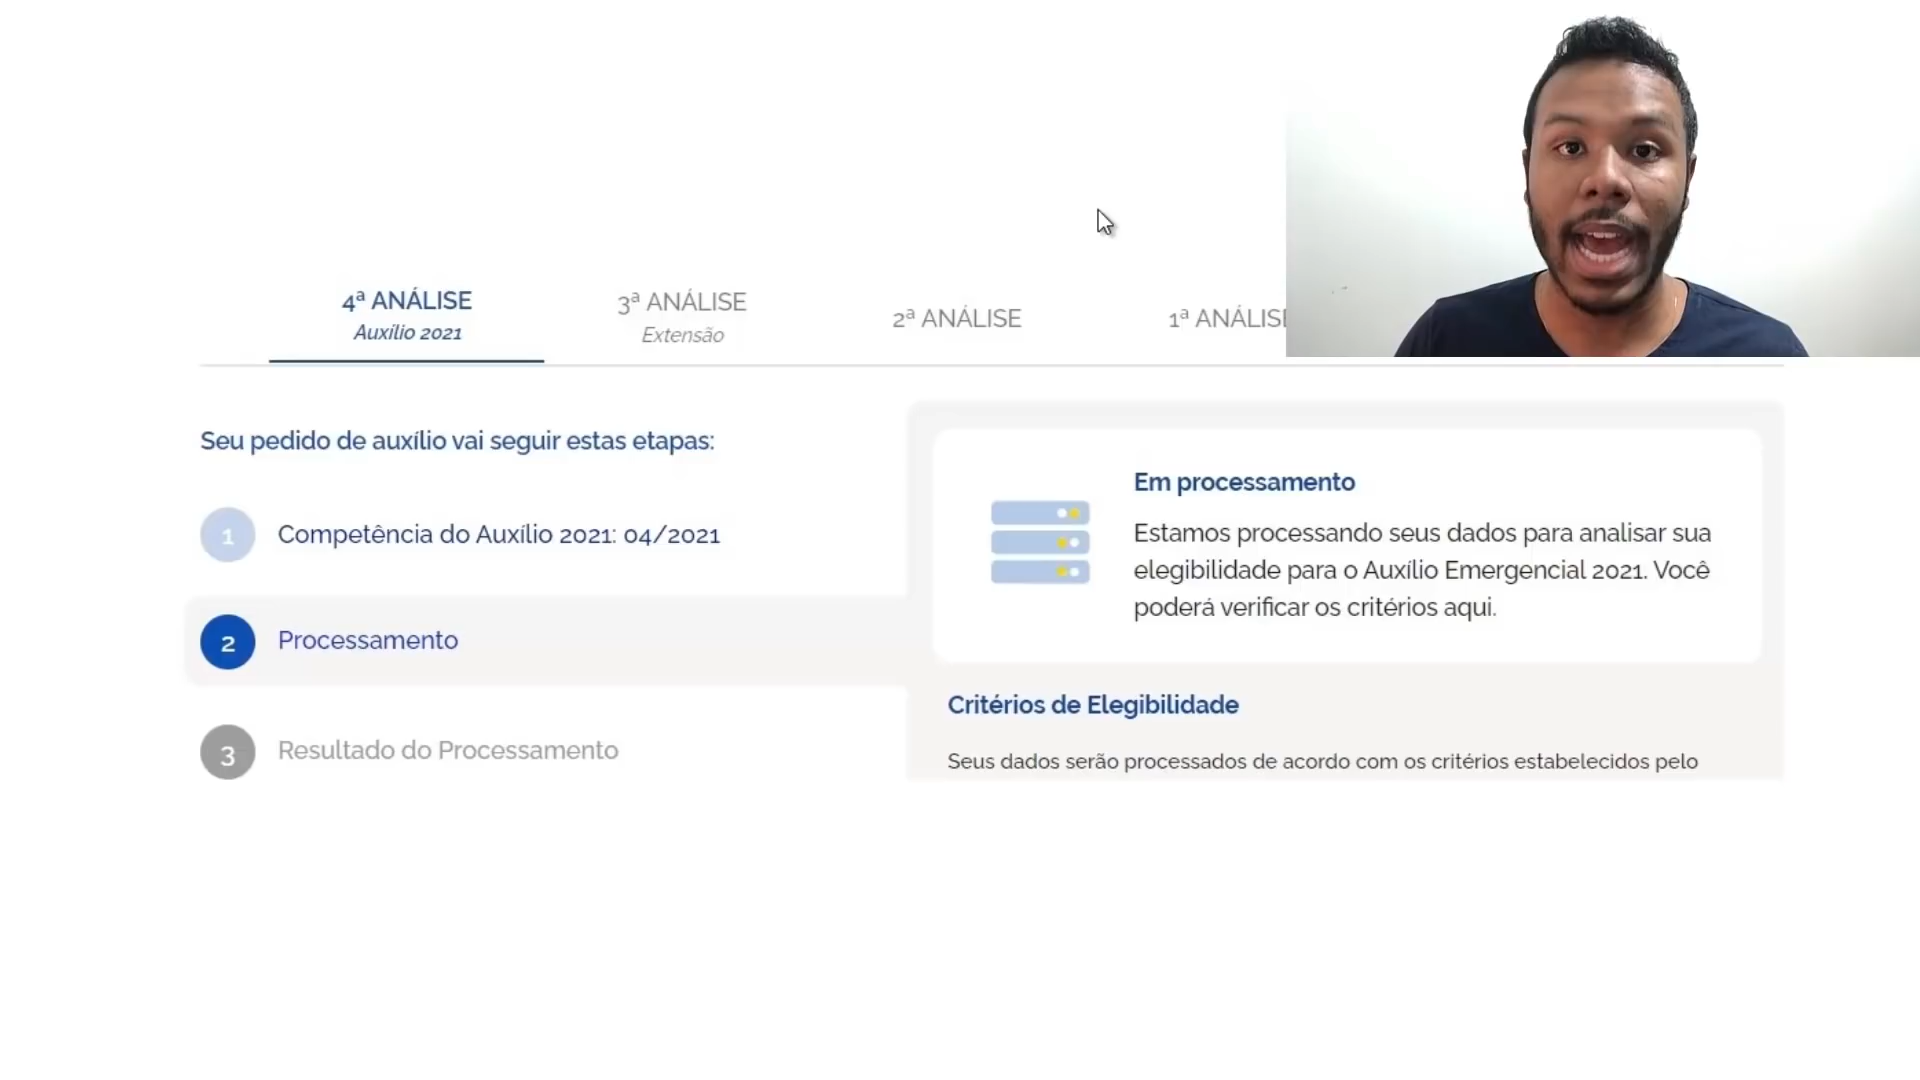 4ª ANÁLISE
Auxílio 2021
3ª ANÁLISE
Extensão
2ª ANÁLISE
1ª ANÁLIS
Seu pedido de auxílio vai seguir estas etapas:
1 Competência do Auxílio 2021: 04/2021
2 Processamento
3 Resultado do Processamento
Em processamento
Estamos processando seus dados para analisar sua
elegibilidade para o Auxílio Emergencial 2021. Você
poderá verificar os critérios aqui.
Critérios de Elegibilidade
Seus dados serão processados de acordo com os critérios estabelecidos pelo